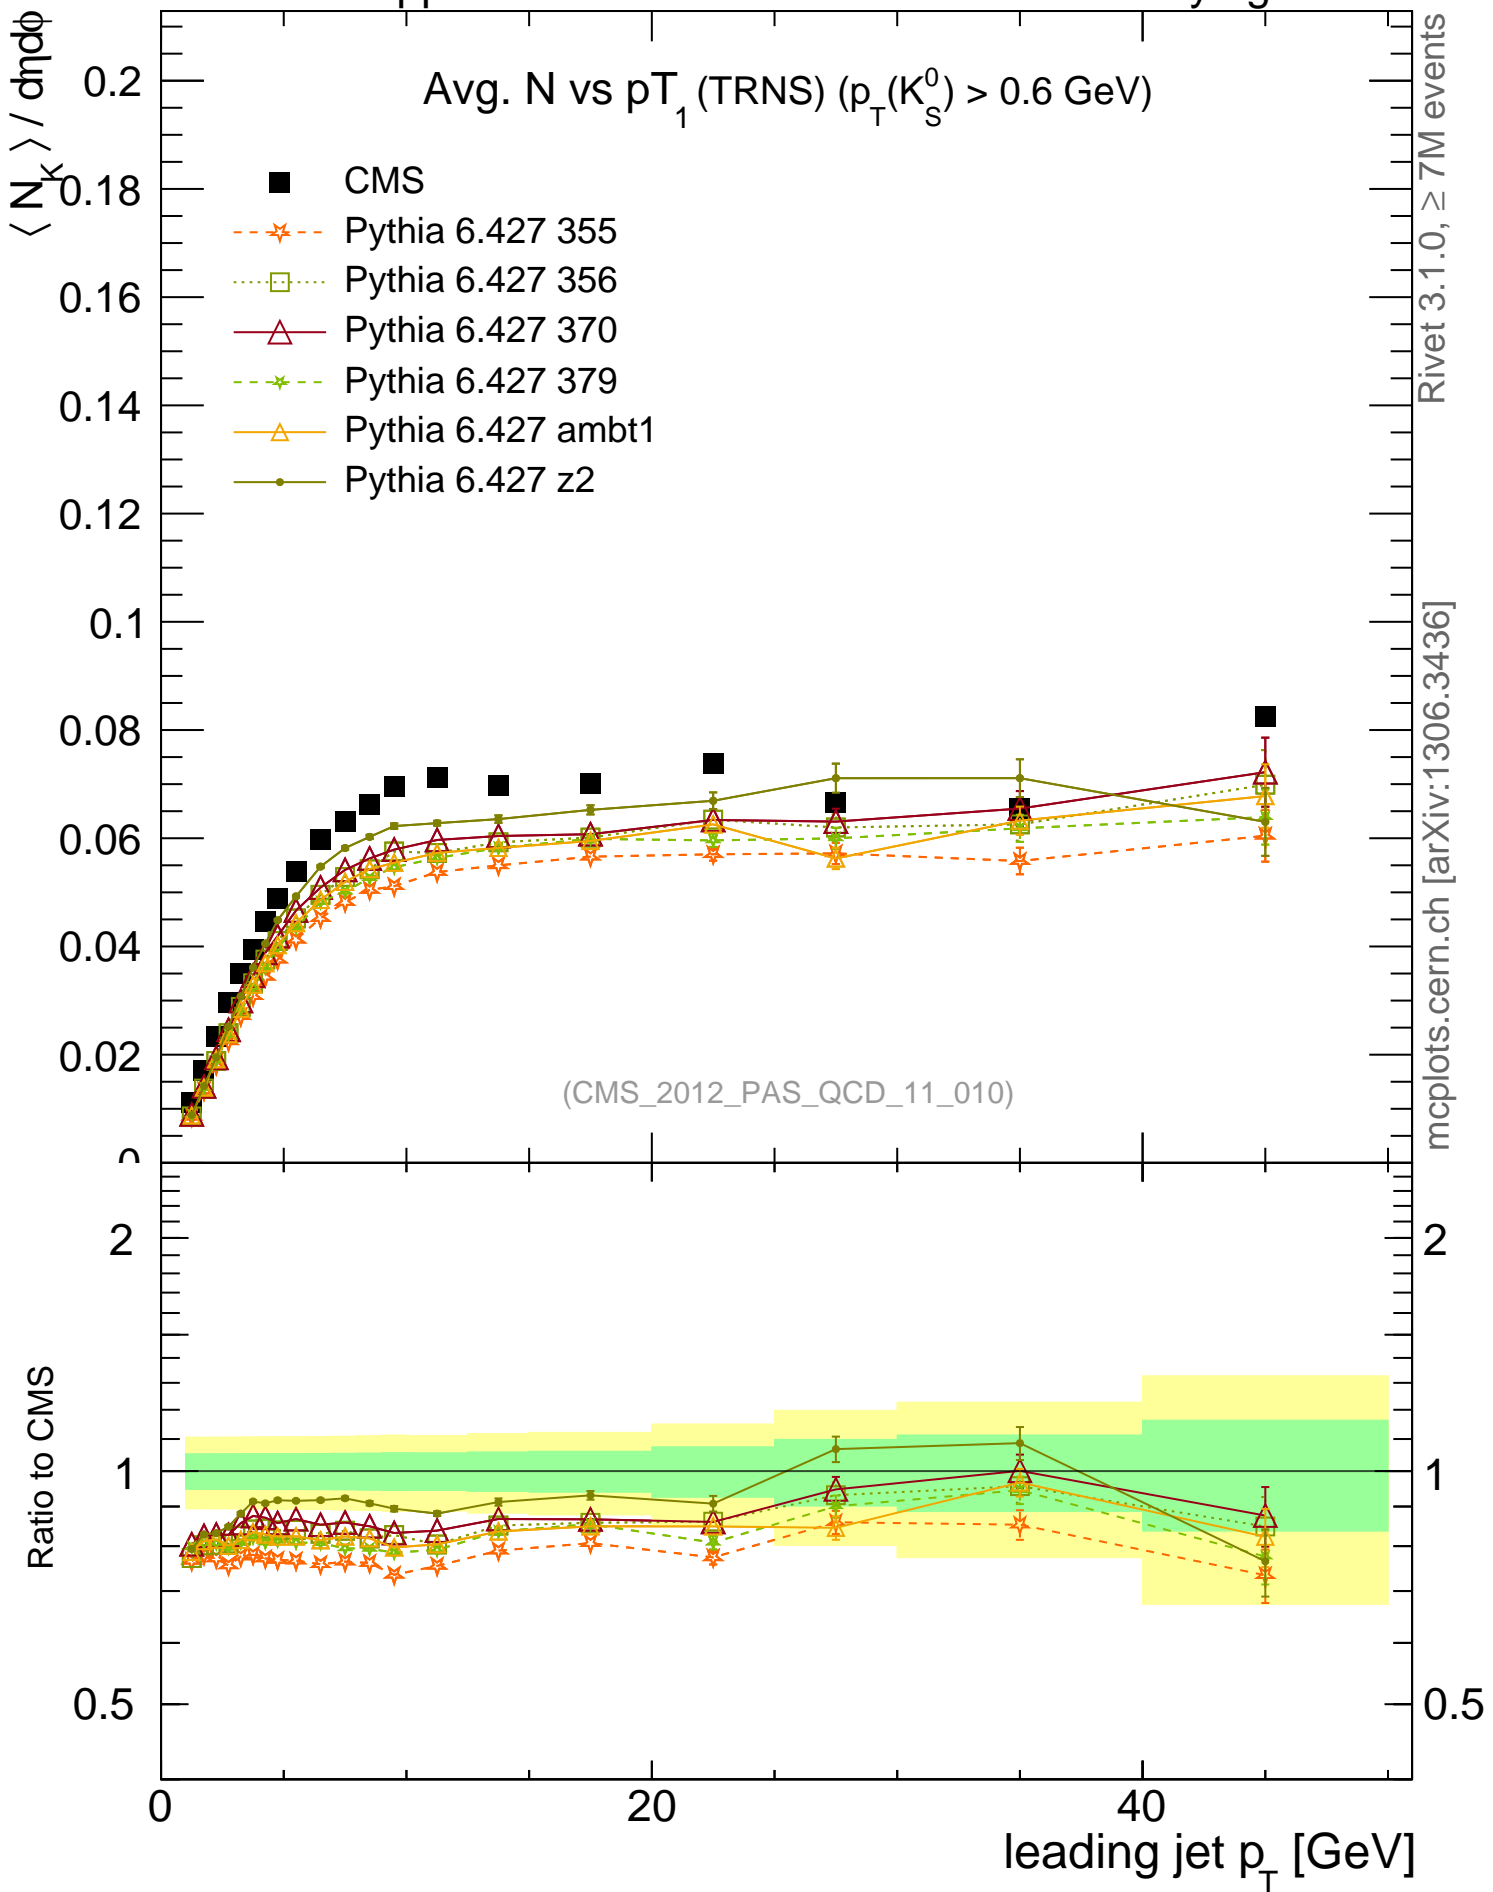 Avg. N vs pT1 (TRNS) (pT(K0S) > 0.6 GeV)
⟨ NK ⟩ / dηdϕ
0.2
0.18
0.16
0.14
0.12
0.1
0.08
0.06
0.04
0.02
0
CMS
Pythia 6.427 355
Pythia 6.427 356
Pythia 6.427 370
Pythia 6.427 379
Pythia 6.427 ambt1
Pythia 6.427 z2
(CMS_2012_PAS_QCD_11_010)
Rivet 3.1.0, ≥ 7M events
mcplots.cern.ch [arXiv:1306.3436]
Ratio to CMS
2
1
0.5
2
1
0.5
0
20
40
leading jet pT [GeV]